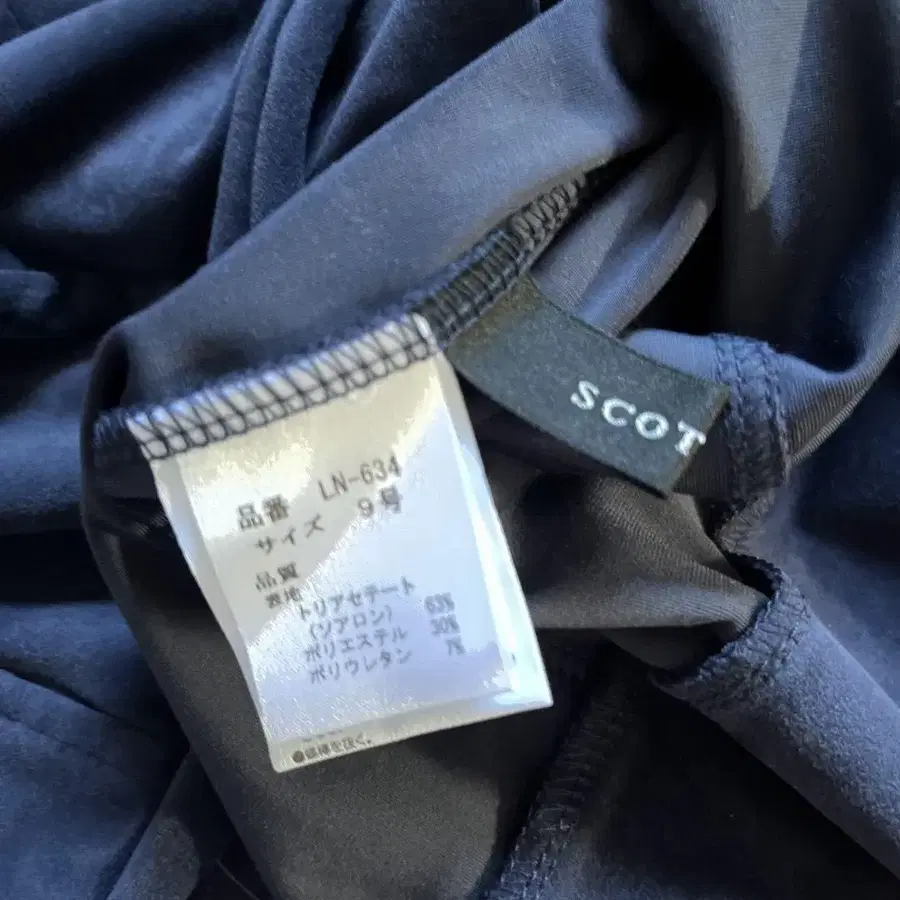 品番 LN-634
サイズ 9号
品質
表地
トリアセテート 63%
(ソアロン)
ポリエステル 30%
ポリウレタン 7%
SCOT